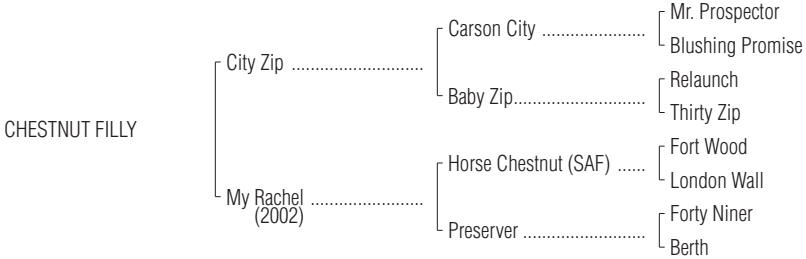 Mr. Prospector
Carson City ......................
Blushing Promise
City Zip ............................
Relaunch
Baby Zip............................
Thirty Zip
CHESTNUT FILLY
Fort Wood
Horse Chestnut (SAF) ......
London Wall
My Rachel ........................
(2002)
Forty Niner
Preserver ..........................
Berth